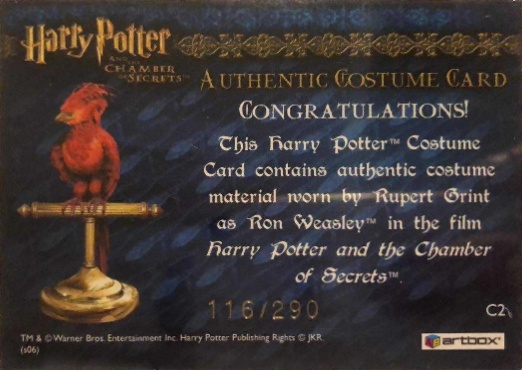 Harry Potter
AND THE
CHAMBER
OF SECRETS™
AUTHENTIC COSTUME CARD
CONGRATULATIONS!
This Harry Potter™ Costume
Card contains authentic costume
material worn by Rupert Grint
as Ron Weasley™ in the film
Harry Potter and the Chamber
of Secrets™.
116/290
C2
TM & © Warner Bros. Entertainment Inc. Harry Potter Publishing Rights © JKR.
(s06)
artbox®